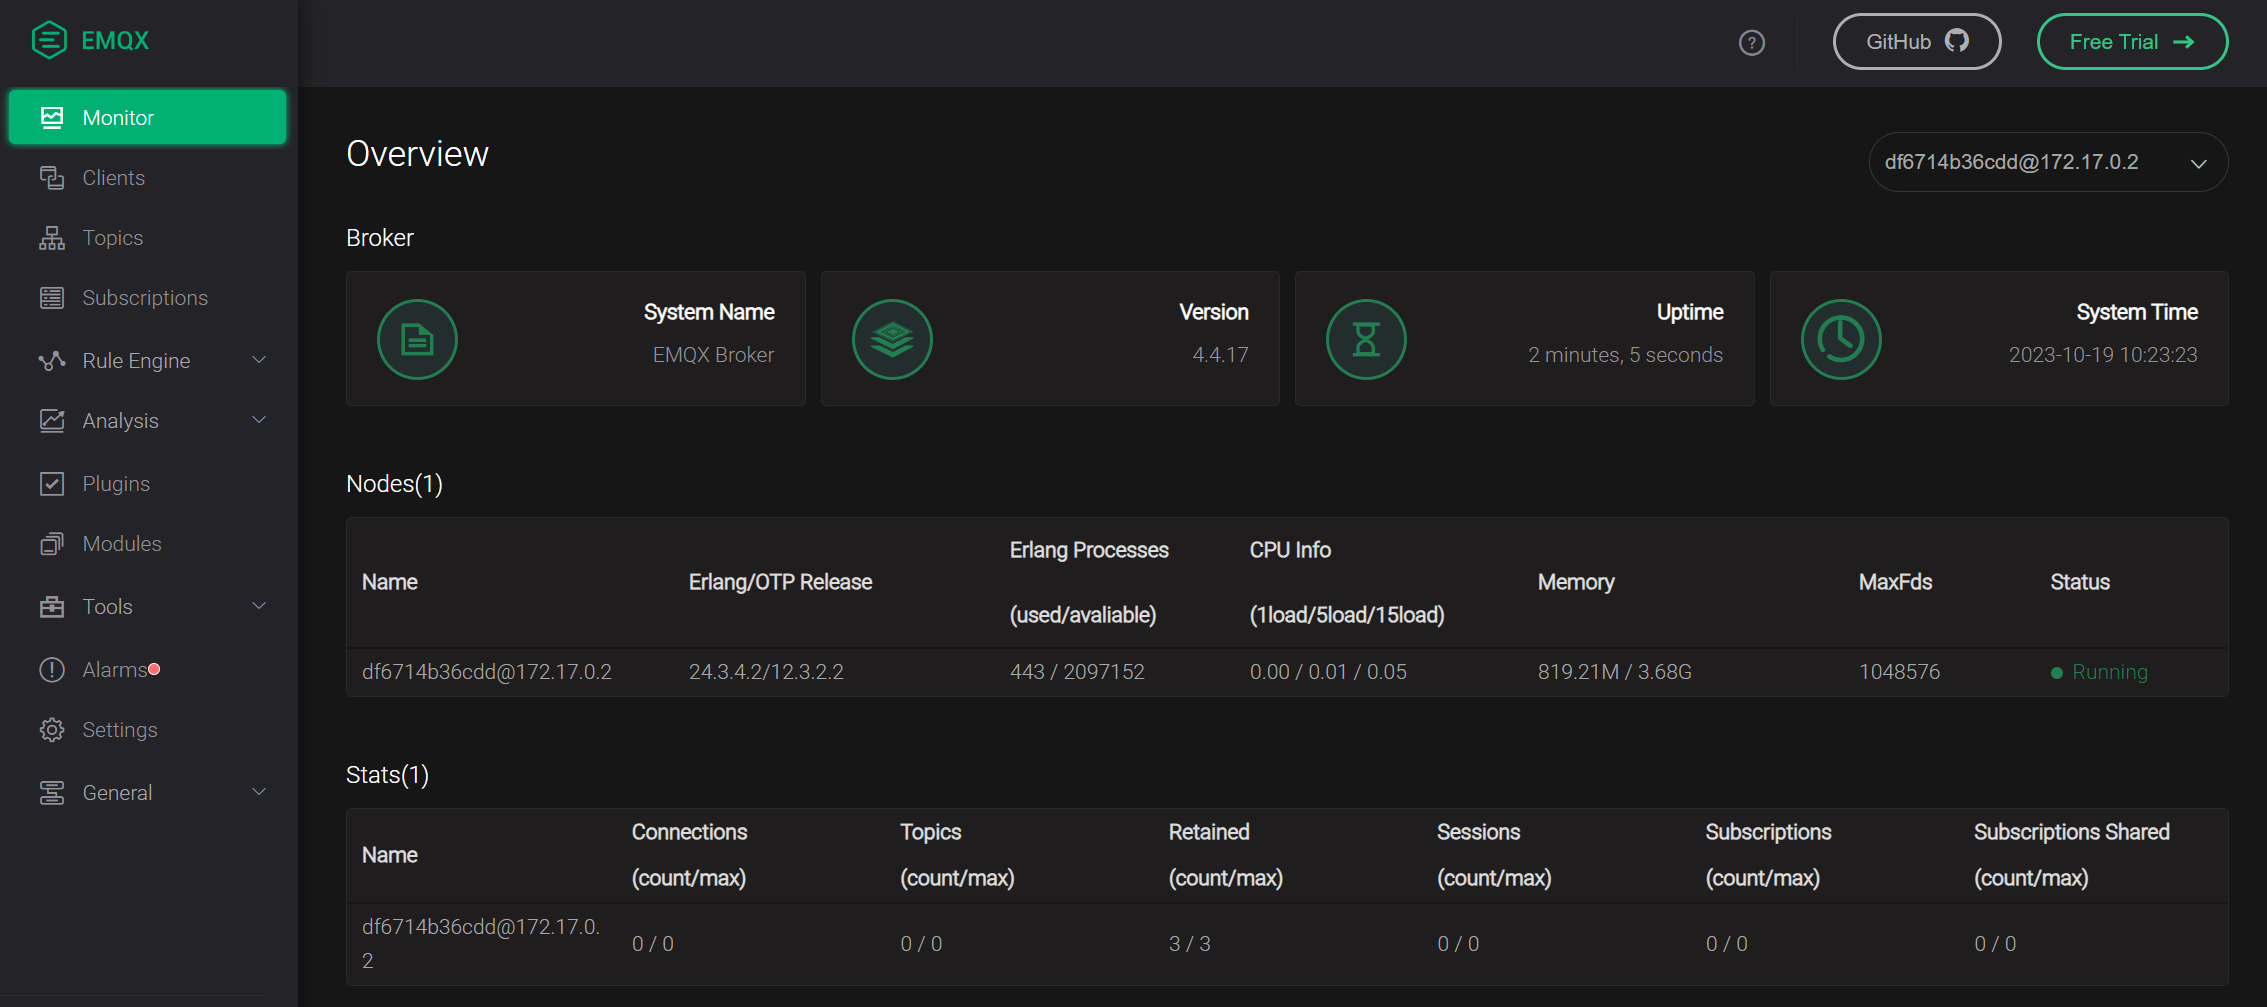 EMQX
GitHub
Free Trial
Monitor
Clients
Topics
Subscriptions
Rule Engine
Analysis
Plugins
Modules
Tools
Alarms
Settings
General
Overview
df6714b36cdd@172.17.0.2
Broker
System Name
EMQX Broker
Version
4.4.17
Uptime
2 minutes, 5 seconds
System Time
2023-10-19 10:23:23
Nodes(1)
Name
Erlang/OTP Release
Erlang Processes
(used/avaliable)
CPU Info
(1load/5load/15load)
Memory
MaxFds
Status
df6714b36cdd@172.17.0.2
24.3.4.2/12.3.2.2
443 / 2097152
0.00 / 0.01 / 0.05
819.21M / 3.68G
1048576
Running
Stats(1)
Name
Connections
(count/max)
Topics
(count/max)
Retained
(count/max)
Sessions
(count/max)
Subscriptions
(count/max)
Subscriptions Shared
(count/max)
df6714b36cdd@172.17.0.
2
0 / 0
0 / 0
3 / 3
0 / 0
0 / 0
0 / 0